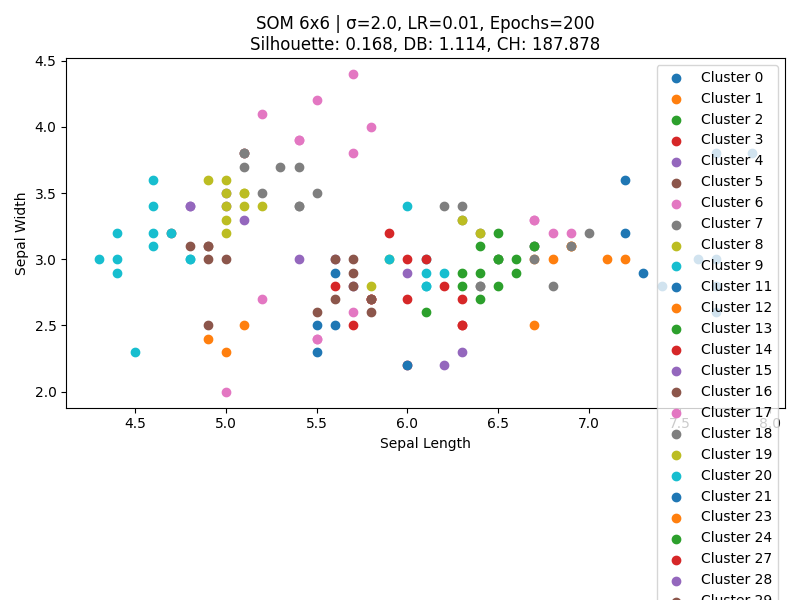 SOM 6x6 | σ=2.0, LR=0.01, Epochs=200
Silhouette: 0.168, DB: 1.114, CH: 187.878
4.5
4.0
3.5
3.0
2.5
2.0
Sepal Width
4.5
5.0
5.5
6.0
6.5
7.0
7.5
8.0
Sepal Length
Cluster 0
Cluster 1
Cluster 2
Cluster 3
Cluster 4
Cluster 5
Cluster 6
Cluster 7
Cluster 8
Cluster 9
Cluster 11
Cluster 12
Cluster 13
Cluster 14
Cluster 15
Cluster 16
Cluster 17
Cluster 18
Cluster 19
Cluster 20
Cluster 21
Cluster 23
Cluster 24
Cluster 27
Cluster 28
Cluster 29